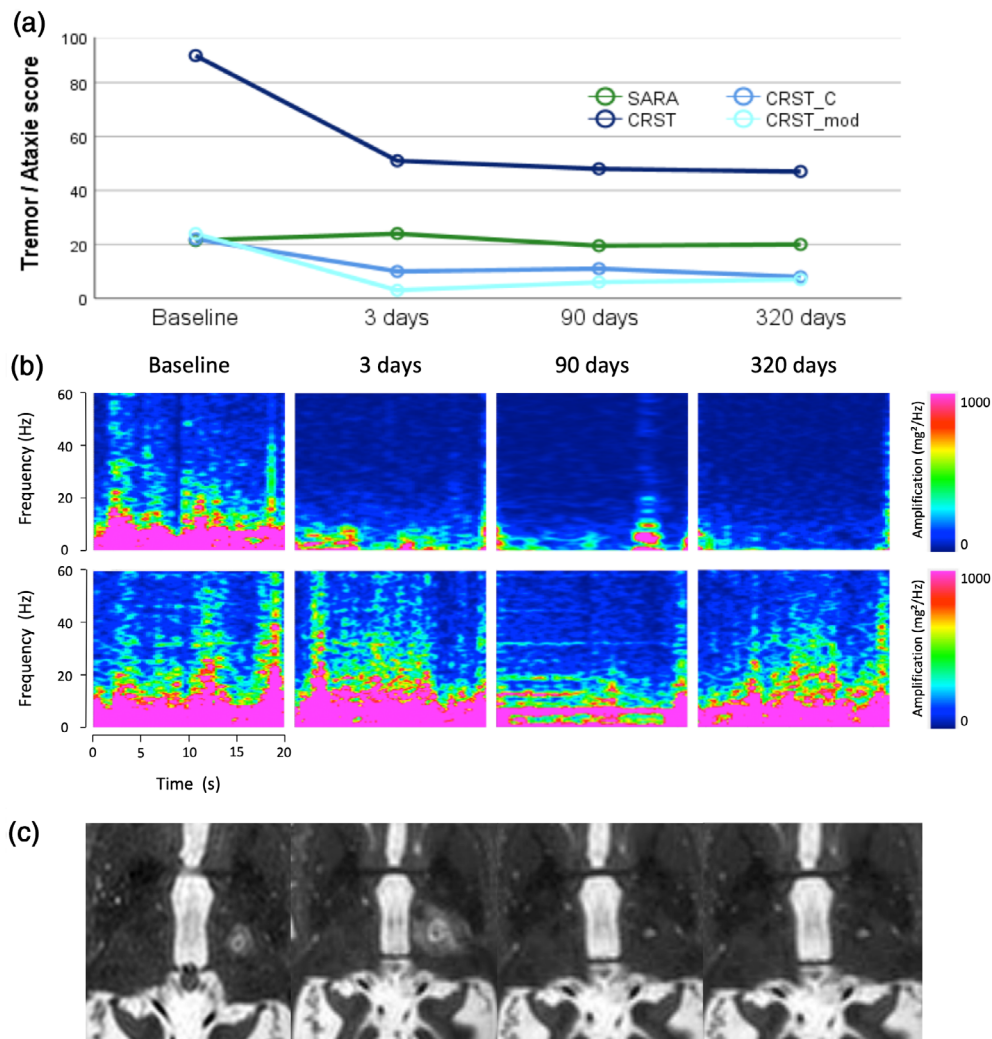 (a)
Tremor / Ataxie score
100
80
60
40
20
0
SARA
CRST_C
CRST
CRST_mod
Baseline 3 days 90 days 320 days
(b)
Baseline 3 days 90 days 320 days
Frequency (Hz)
60
40
20
0
Amplification (mg²/Hz)
1000
0
Frequency (Hz)
60
40
20
0
Amplification (mg²/Hz)
1000
0
0 5 10 15 20
Time (s)
(c)